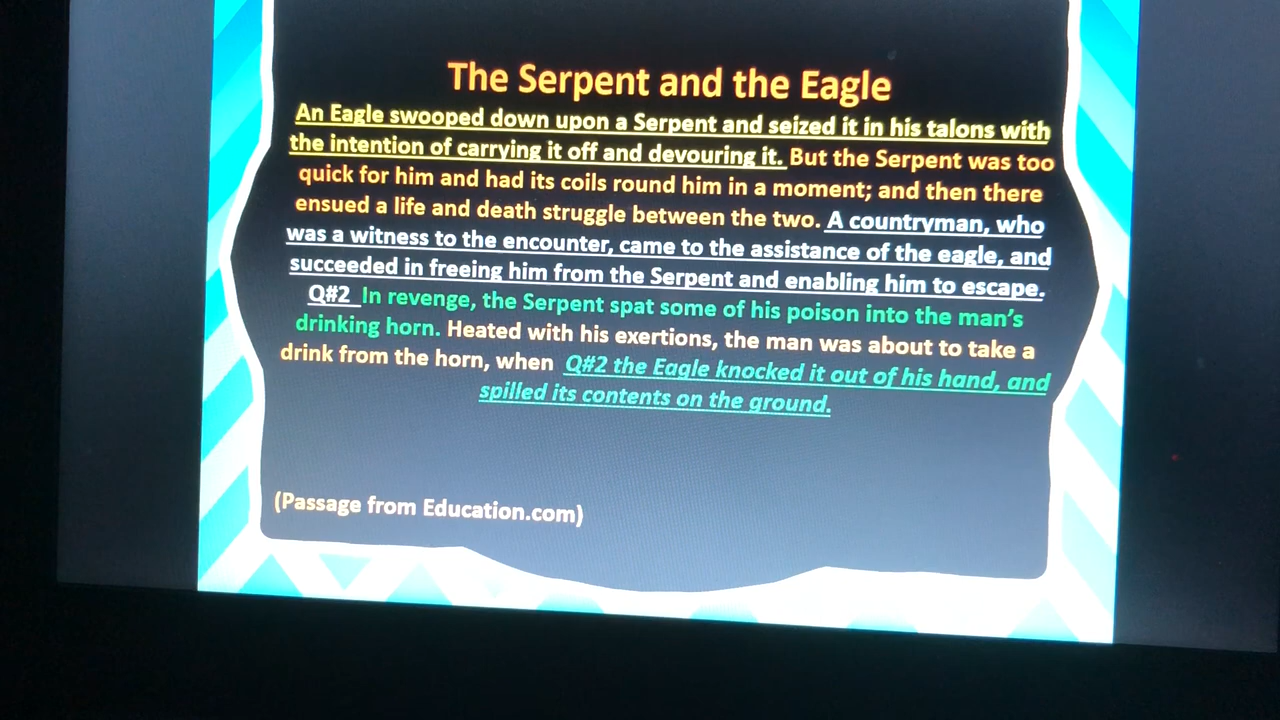 The Serpent and the Eagle
An Eagle swooped down upon a Serpent and seized it in his talons with
the intention of carrying it off and devouring it. But the Serpent was too
quick for him and had its coils round him in a moment; and then there
ensued a life and death struggle between the two. A countryman, who
was a witness to the encounter, came to the assistance of the eagle, and
succeeded in freeing him from the Serpent and enabling him to escape.
Q#2 In revenge, the Serpent spat some of his poison into the man’s
drinking horn. Heated with his exertions, the man was about to take a
drink from the horn, when Q#2 the Eagle knocked it out of his hand, and
spilled its contents on the ground.
(Passage from Education.com)